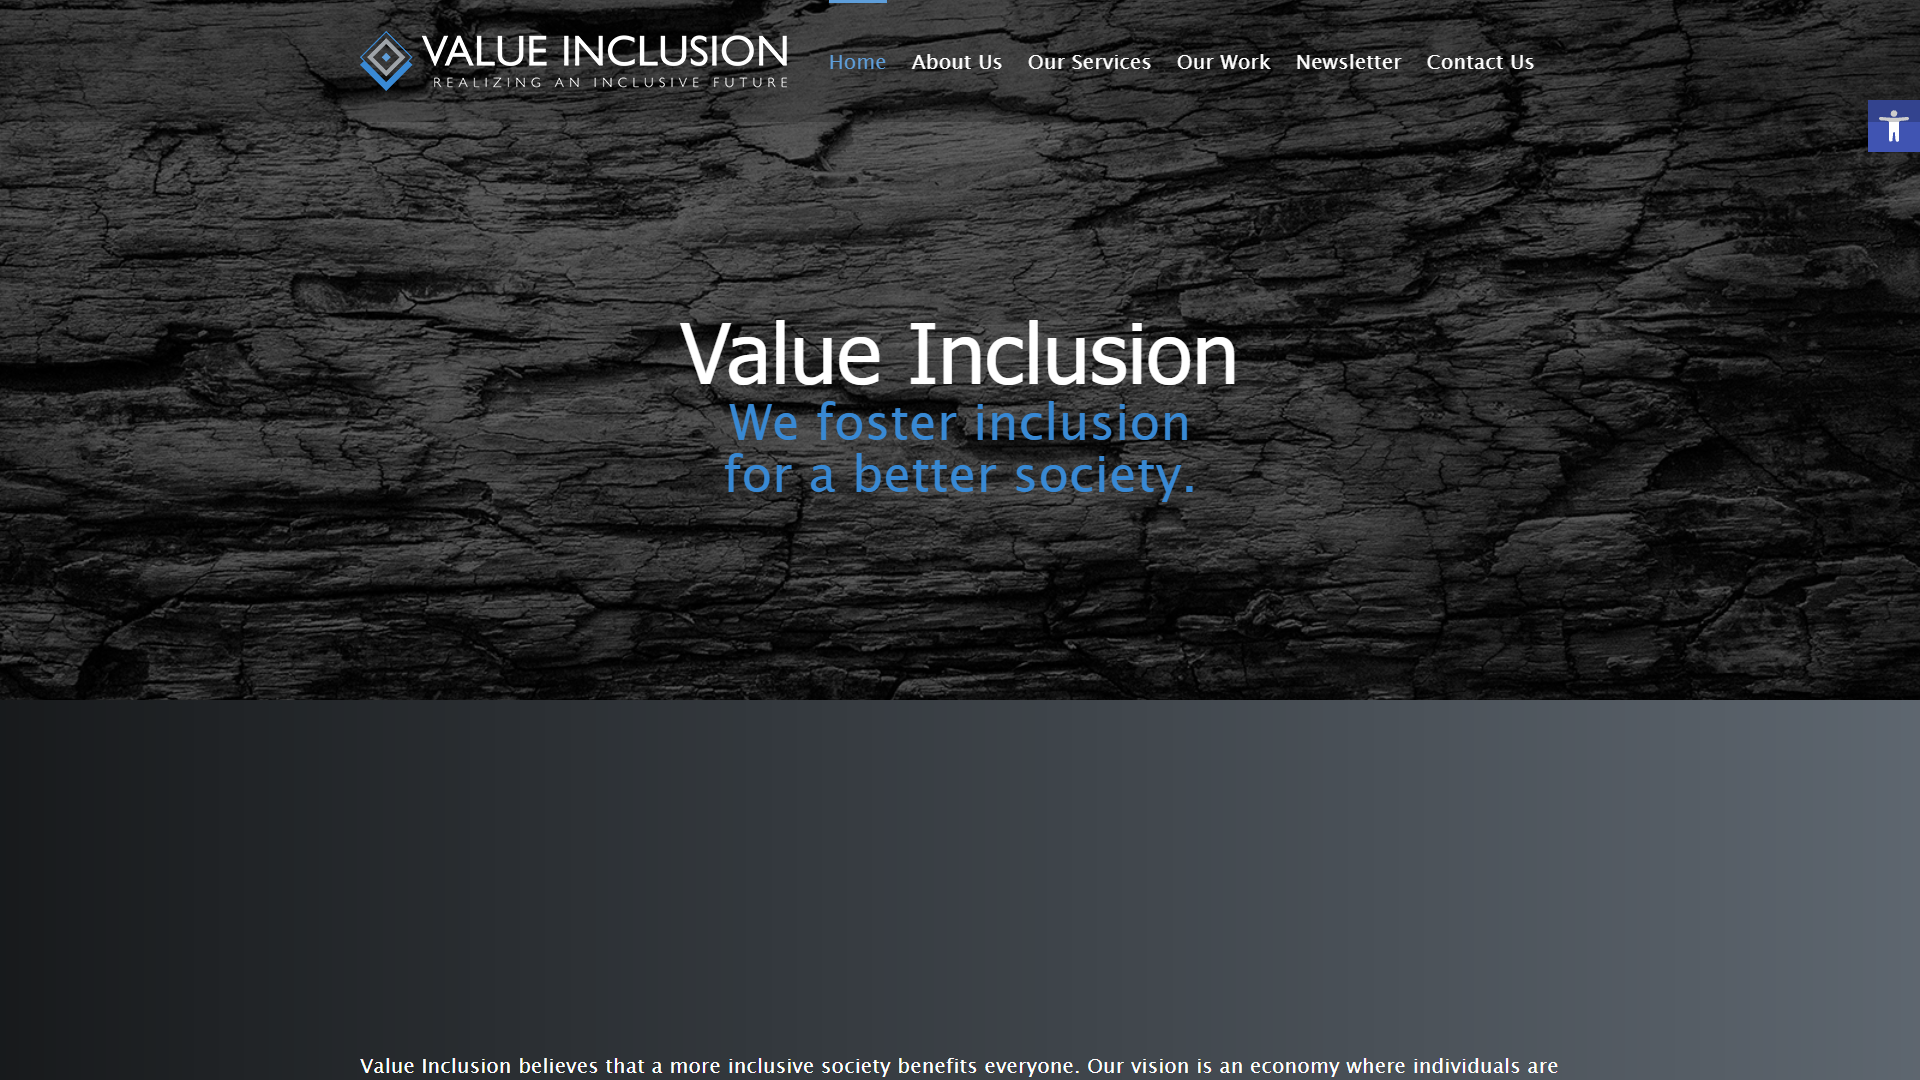 VALUE INCLUSION
REALIZING AN INCLUSIVE FUTURE
Home About Us Our Services Our Work Newsletter Contact Us
Value Inclusion
We foster inclusion
for a better society.
Value Inclusion believes that a more inclusive society benefits everyone. Our vision is an economy where individuals are